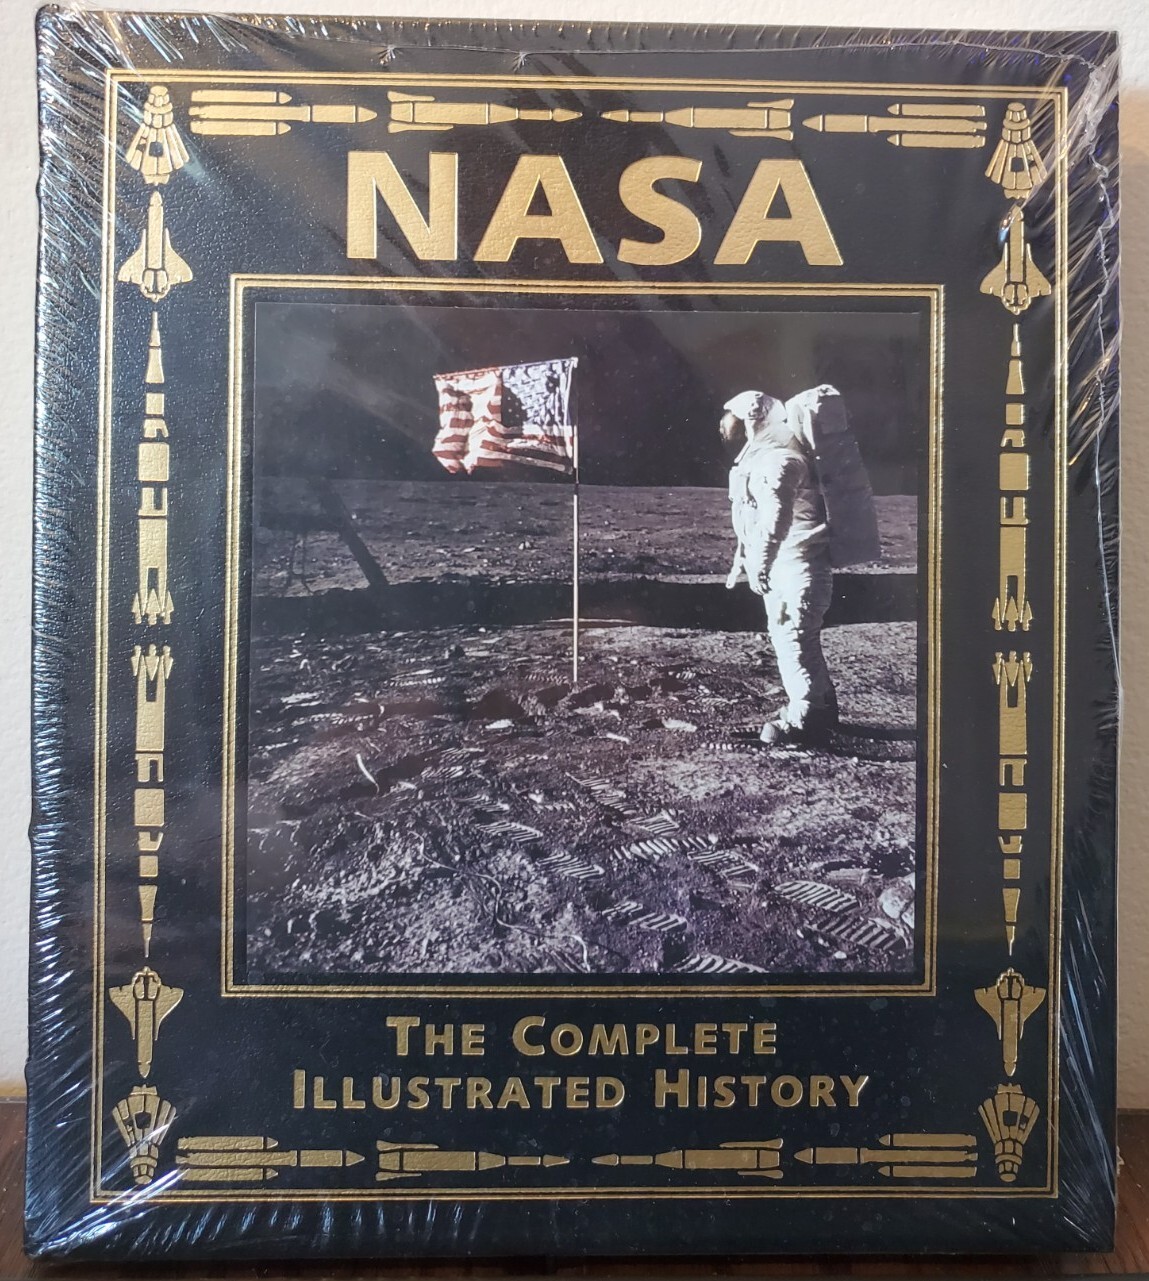 NASA
THE COMPLETE
ILLUSTRATED HISTORY